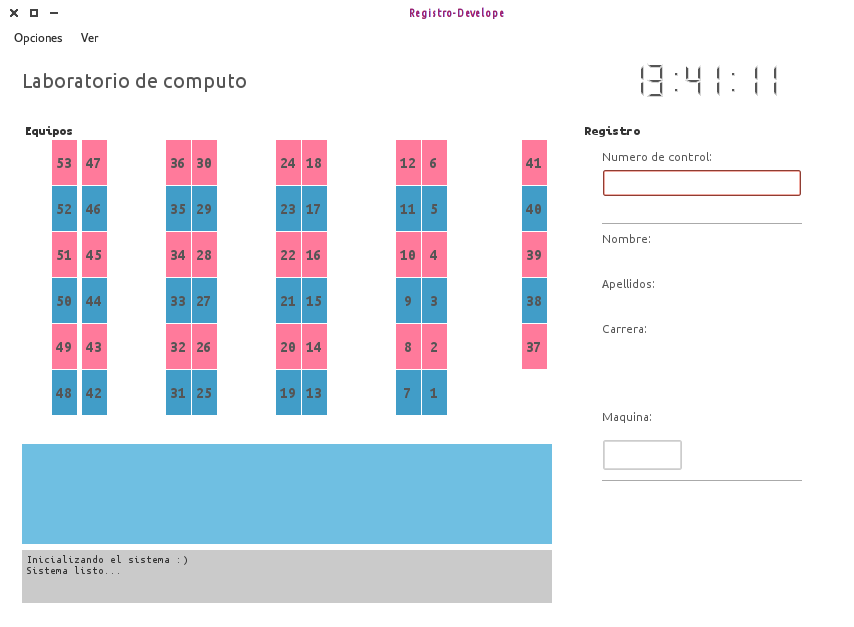 Registro-Develope
Opciones Ver
Laboratorio de computo
13:41:11
Equipos
Registro
53 47 36 30 24 18 12 6 41
52 46 35 29 23 17 11 5 40
51 45 34 28 22 16 10 4 39
50 44 33 27 21 15 9 3 38
49 43 32 26 20 14 8 2 37
48 42 31 25 19 13 7 1
Numero de control:
Nombre:
Apellidos:
Carrera:
Maquina:
Inicializando el sistema :)
Sistema listo...